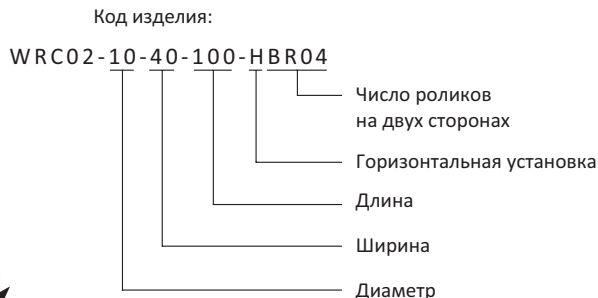 Код изделия:
WRC02-10-40-100-HBR04
Число роликов
на двух сторонах
Горизонтальная установка
Длина
Ширина
Диаметр